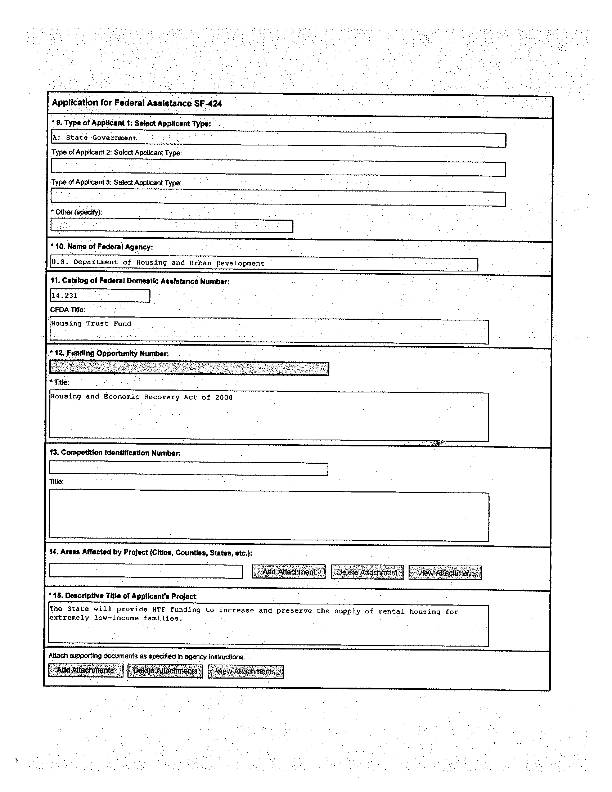 Application for Federal Assistance SF-424
* 9. Type of Applicant 1: Select Applicant Type:
A: State Government
Type of Applicant 2: Select Applicant Type:
Type of Applicant 3: Select Applicant Type:
* Other (specify):
* 10. Name of Federal Agency:
U.S. Department of Housing and Urban Development
11. Catalog of Federal Domestic Assistance Number:
14.231
CFDA Title:
Housing Trust Fund
* 12. Funding Opportunity Number:
* Title:
Housing and Economic Recovery Act of 2008
13. Competition Identification Number:
Title:
14. Areas Affected by Project (Cities, Counties, States, etc.):
Add Attachment Delete Attachment View Attachment
* 15. Descriptive Title of Applicant's Project:
The State will provide HTF funding to increase and preserve the supply of rental housing for
extremely low-income families.
Attach supporting documents as specified in agency instructions.
Add Attachments Delete Attachments View Attachments